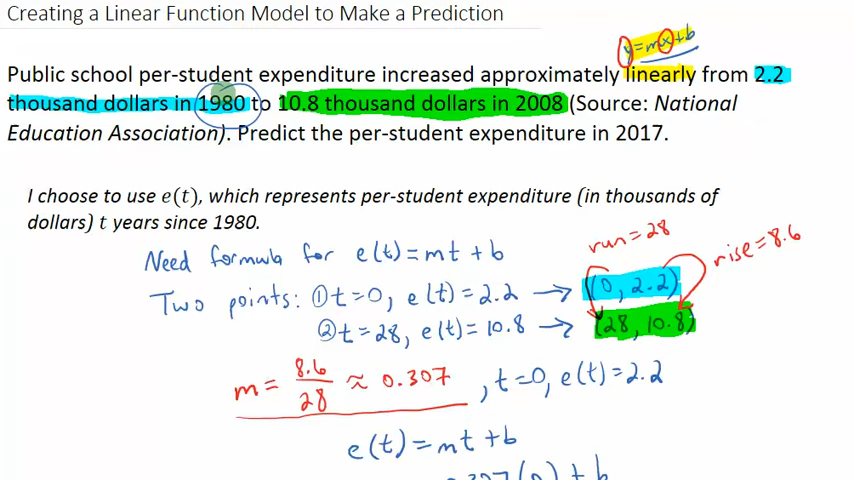 Creating a Linear Function Model to Make a Prediction
y=mx+b
Public school per-student expenditure increased approximately linearly from 2.2
thousand dollars in 1980 to 10.8 thousand dollars in 2008 (Source: National
Education Association). Predict the per-student expenditure in 2017.
I choose to use e(t), which represents per-student expenditure (in thousands of
dollars) t years since 1980.
run=28
rise=8.6
Need formula for e(t)=mt+b
Two points: ①t=0, e(t)=2.2 → (0, 2.2)
②t=28, e(t)=10.8 → (28, 10.8)
m= 8.6/28 ≈ 0.307, t=0, e(t)=2.2
e(t)=mt+b